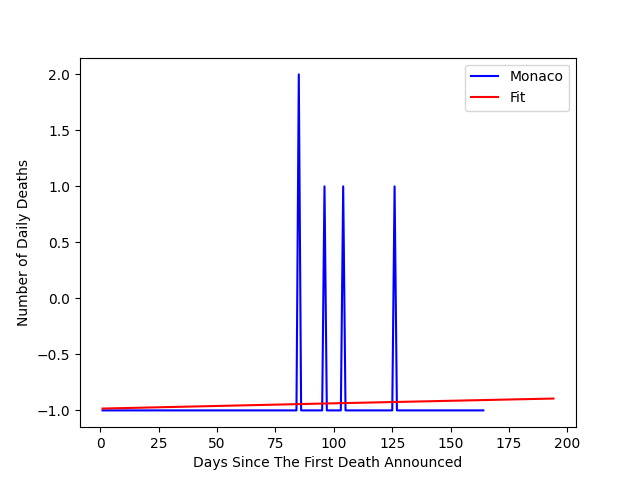 Monaco
Fit
2.0
1.5
1.0
0.5
0.0
−0.5
−1.0
Number of Daily Deaths
0 25 50 75 100 125 150 175 200
Days Since The First Death Announced